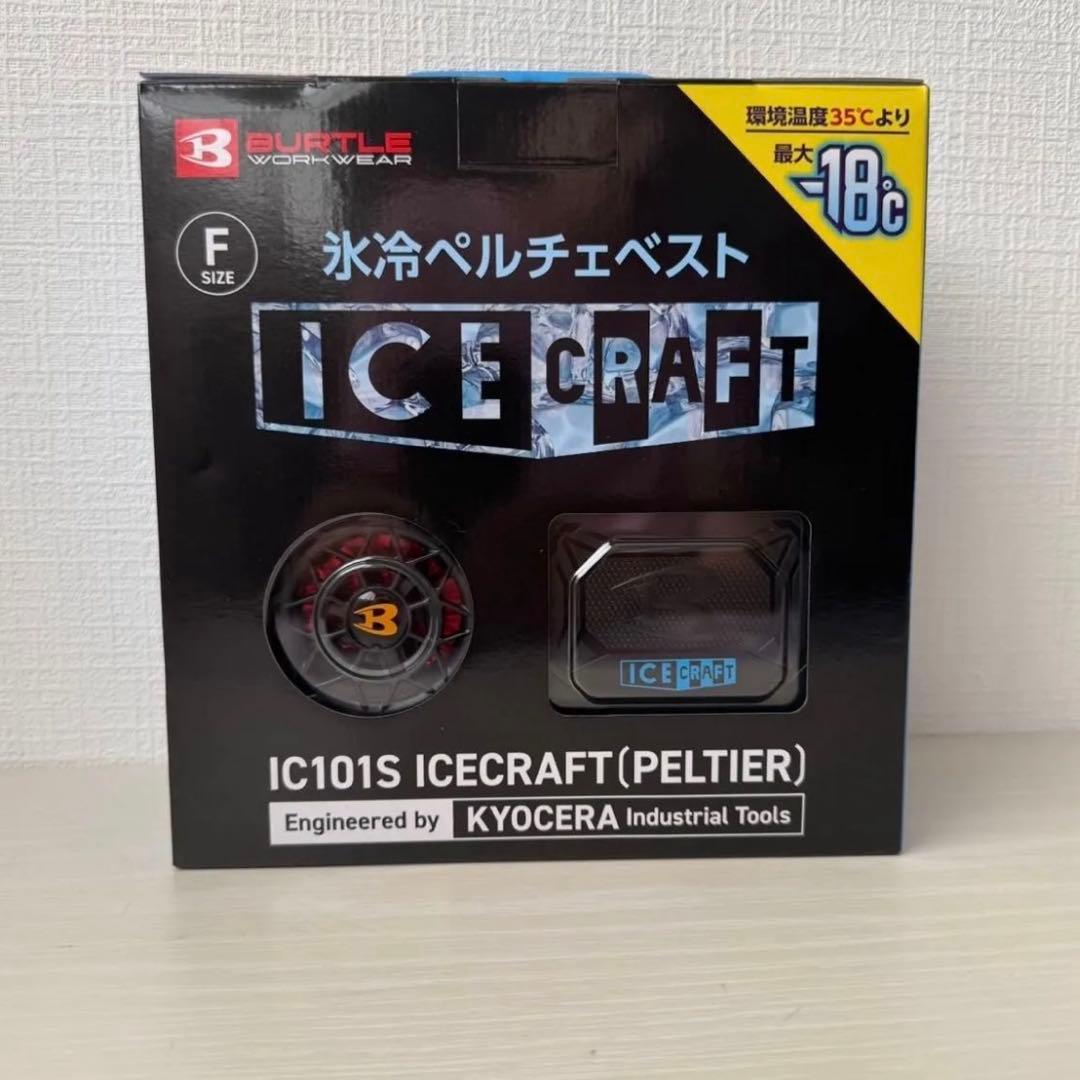 BURTLE
WORKWEAR
環境温度35℃より
最大
-18℃
F
SIZE
氷冷ペルチェベスト
ICE CRAFT
B
ICE CRAFT
IC101S ICECRAFT(PELTIER)
Engineered by KYOCERA Industrial Tools